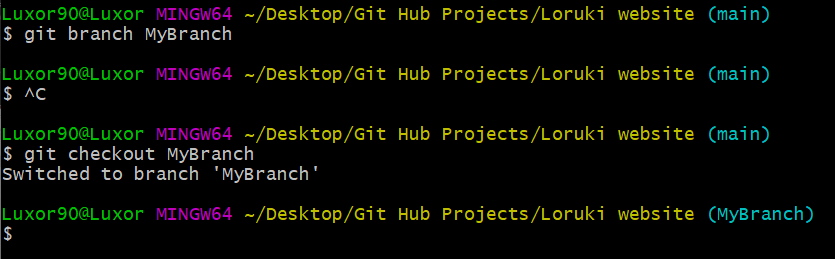 Luxor90@Luxor MINGW64 ~/Desktop/Git Hub Projects/Loruki website (main)
$ git branch MyBranch
Luxor90@Luxor MINGW64 ~/Desktop/Git Hub Projects/Loruki website (main)
$ ^C
Luxor90@Luxor MINGW64 ~/Desktop/Git Hub Projects/Loruki website (main)
$ git checkout MyBranch
Switched to branch 'MyBranch'
Luxor90@Luxor MINGW64 ~/Desktop/Git Hub Projects/Loruki website (MyBranch)
$